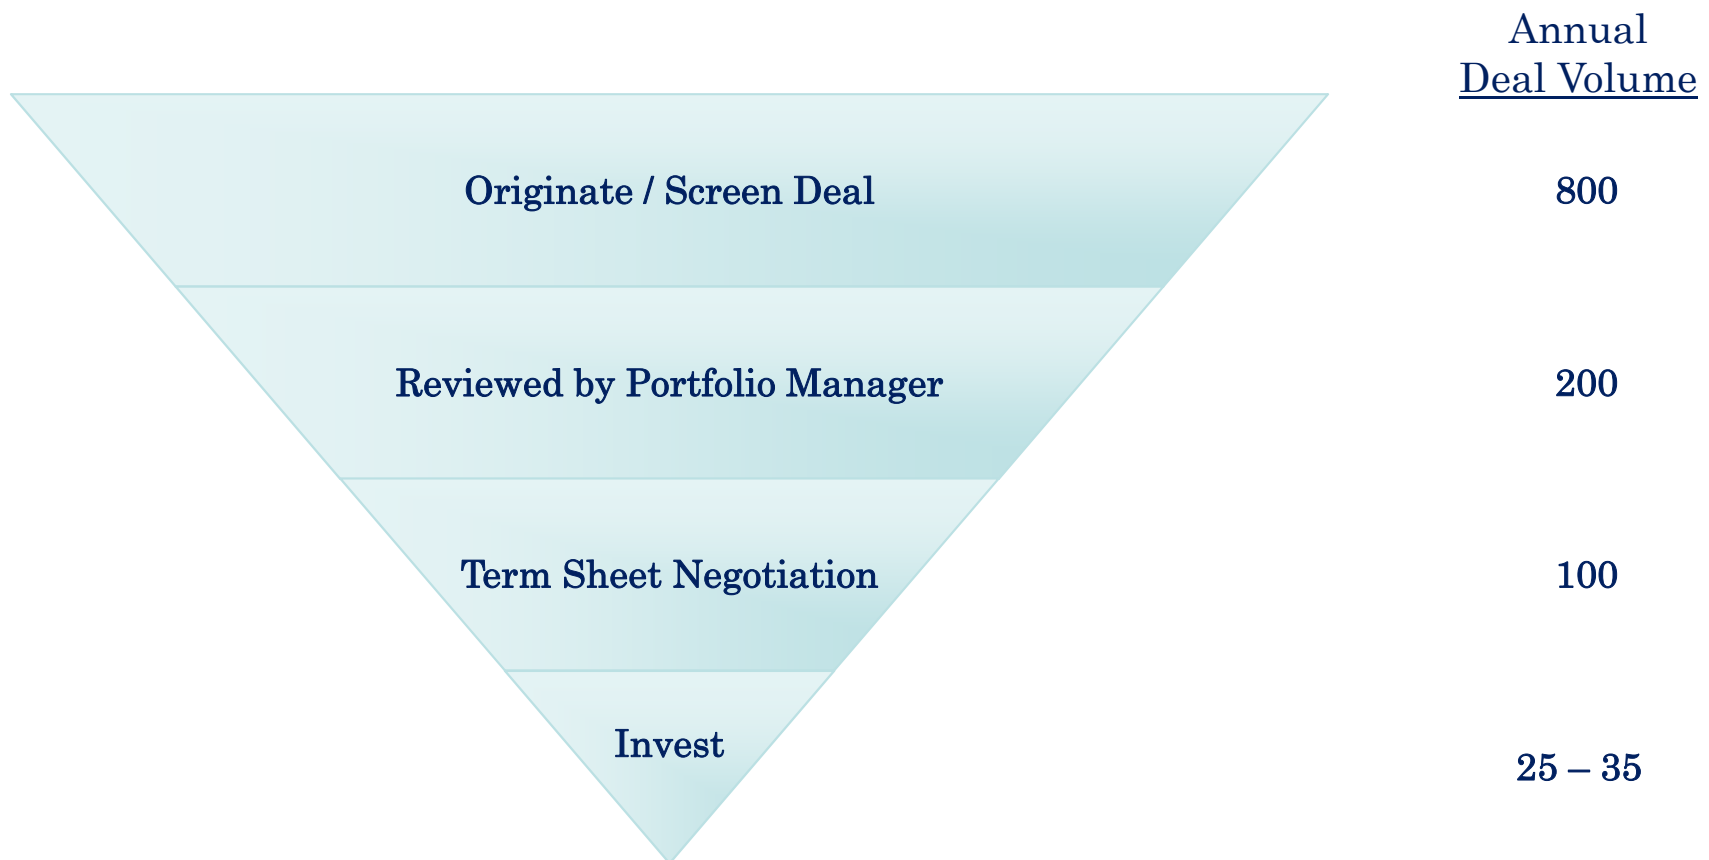 Annual
Deal Volume
Originate / Screen Deal
800
Reviewed by Portfolio Manager
200
Term Sheet Negotiation
100
Invest
25 – 35